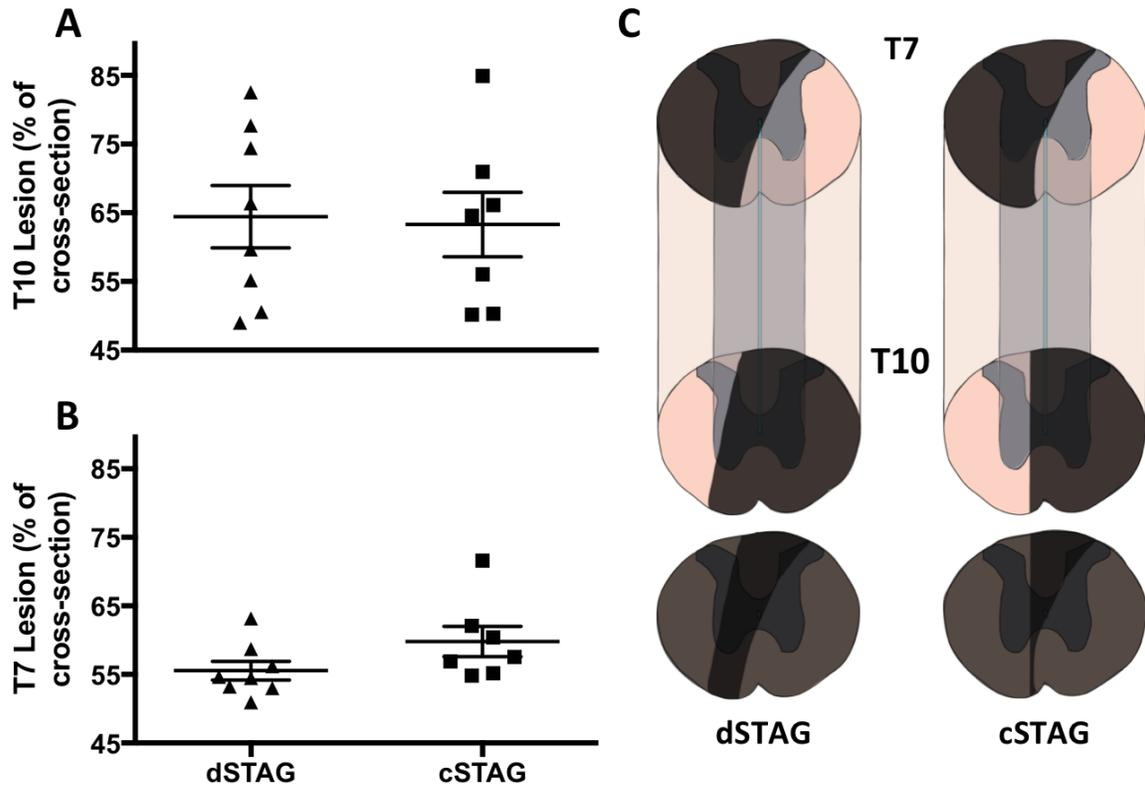 A
T10 Lesion (% of
cross-section)
85
75
65
55
45
B
T7 Lesion (% of
cross-section)
85
75
65
55
45
dSTAG
cSTAG
C
T7
T10
dSTAG
cSTAG